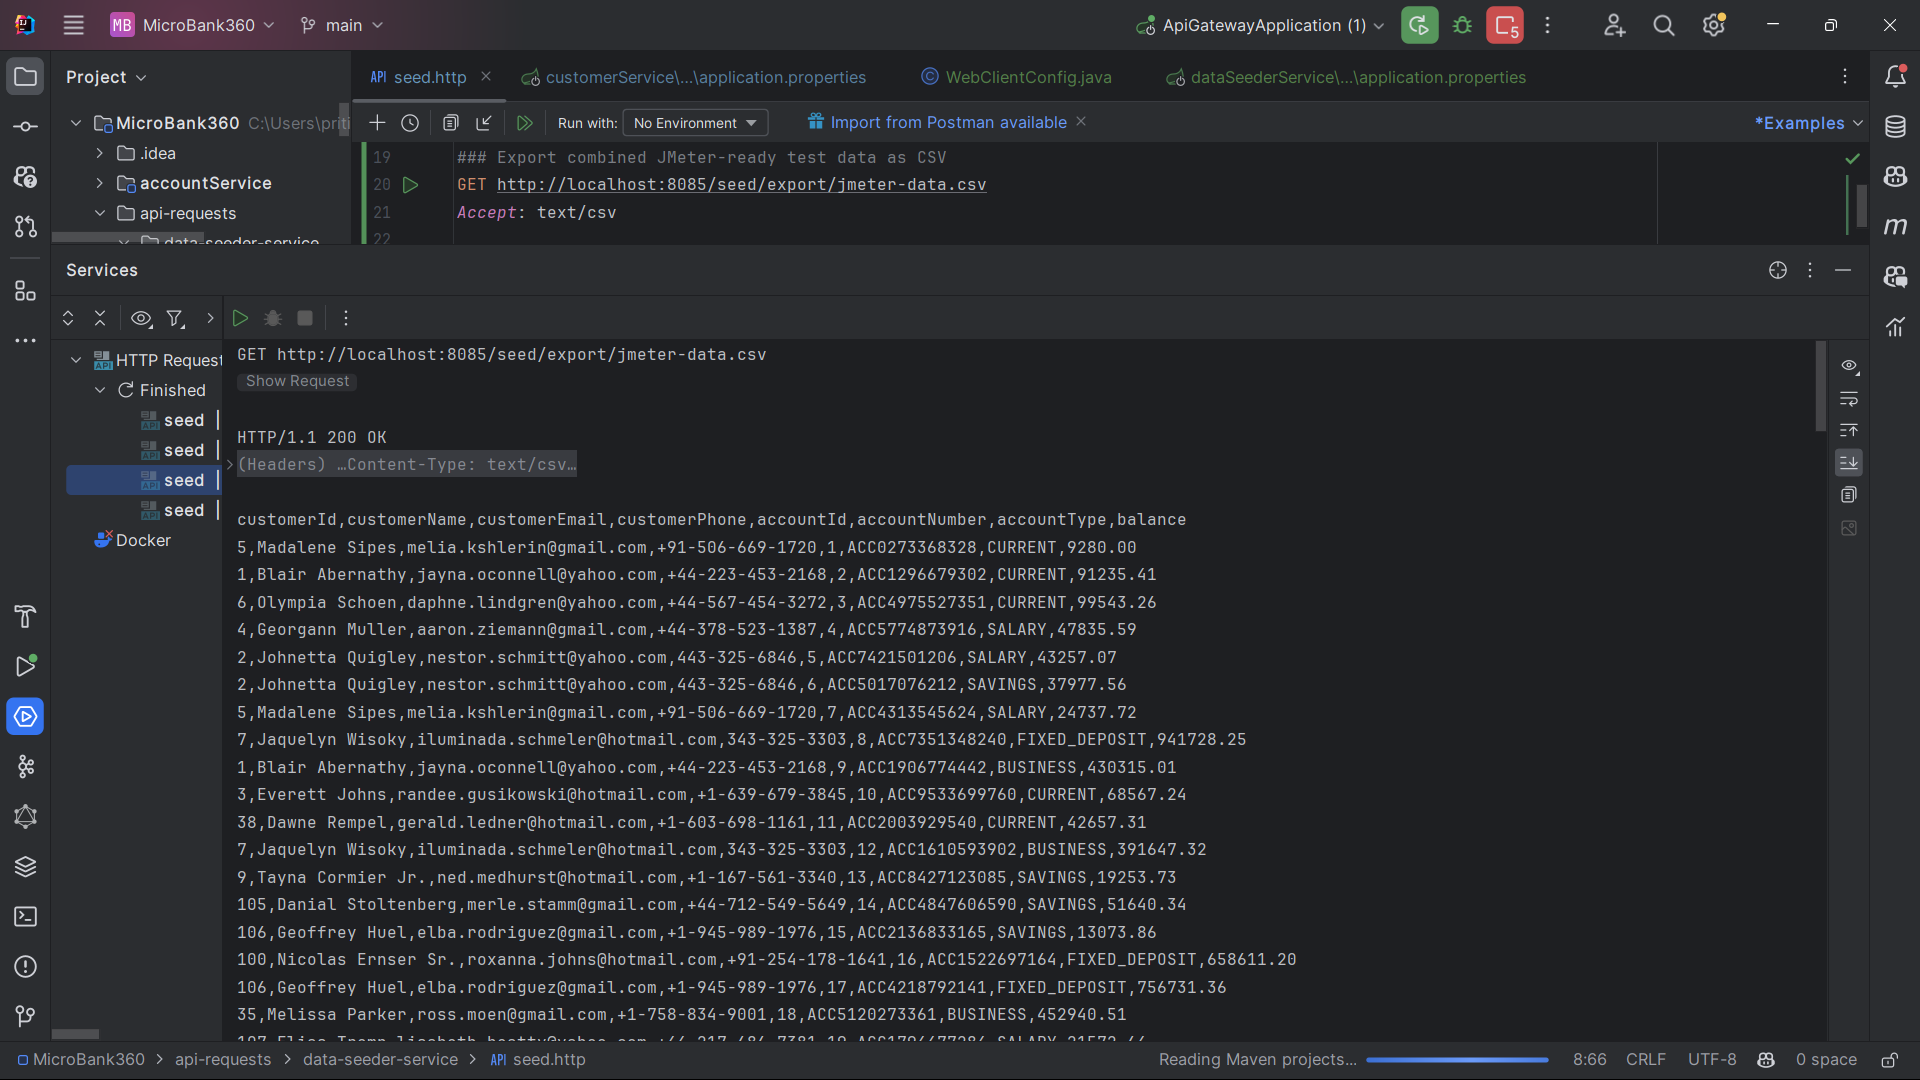 MB MicroBank360 main ApiGatewayApplication (1) 5
Project
API seed.http customerService\...\application.properties © WebClientConfig.java dataSeederService\...\application.properties
MicroBank360 C:\Users\priti
.idea
accountService
api-requests
data-seeder-service
Run with: No Environment Import from Postman available *Examples
19 ### Export combined JMeter-ready test data as CSV
20 GET http://localhost:8085/seed/export/jmeter-data.csv
21 Accept: text/csv
22
Services
HTTP Request
Finished
seed
seed
seed
seed
Docker
GET http://localhost:8085/seed/export/jmeter-data.csv
Show Request
HTTP/1.1 200 OK
(Headers) …Content-Type: text/csv…
customerId,customerName,customerEmail,customerPhone,accountId,accountNumber,accountType,balance
5,Madalene Sipes,melia.kshlerin@gmail.com,+91-506-669-1720,1,ACC0273368328,CURRENT,9280.00
1,Blair Abernathy,jayna.oconnell@yahoo.com,+44-223-453-2168,2,ACC1296679302,CURRENT,91235.41
6,Olympia Schoen,daphne.lindgren@yahoo.com,+44-567-454-3272,3,ACC4975527351,CURRENT,99543.26
4,Georgann Muller,aaron.ziemann@gmail.com,+44-378-523-1387,4,ACC5774873916,SALARY,47835.59
2,Johnetta Quigley,nestor.schmitt@yahoo.com,443-325-6846,5,ACC7421501206,SALARY,43257.07
2,Johnetta Quigley,nestor.schmitt@yahoo.com,443-325-6846,6,ACC5017076212,SAVINGS,37977.56
5,Madalene Sipes,melia.kshlerin@gmail.com,+91-506-669-1720,7,ACC4313545624,SALARY,24737.72
7,Jaquelyn Wisoky,iluminada.schmeler@hotmail.com,343-325-3303,8,ACC7351348240,FIXED_DEPOSIT,941728.25
1,Blair Abernathy,jayna.oconnell@yahoo.com,+44-223-453-2168,9,ACC1906774442,BUSINESS,430315.01
3,Everett Johns,randee.gusikowski@hotmail.com,+1-639-679-3845,10,ACC9533699760,CURRENT,68567.24
38,Dawne Rempel,gerald.ledner@hotmail.com,+1-603-698-1161,11,ACC2003929540,CURRENT,42657.31
7,Jaquelyn Wisoky,iluminada.schmeler@hotmail.com,343-325-3303,12,ACC1610593902,BUSINESS,391647.32
9,Tayna Cormier Jr.,ned.medhurst@hotmail.com,+1-167-561-3340,13,ACC8427123085,SAVINGS,19253.73
105,Danial Stoltenberg,merle.stamm@gmail.com,+44-712-549-5649,14,ACC4847606590,SAVINGS,51640.34
106,Geoffrey Huel,elba.rodriguez@gmail.com,+1-945-989-1976,15,ACC2136833165,SAVINGS,13073.86
100,Nicolas Ernser Sr.,roxanna.johns@hotmail.com,+91-254-178-1641,16,ACC1522697164,FIXED_DEPOSIT,658611.20
106,Geoffrey Huel,elba.rodriguez@gmail.com,+1-945-989-1976,17,ACC4218792141,FIXED_DEPOSIT,756731.36
35,Melissa Parker,ross.moen@gmail.com,+1-758-834-9001,18,ACC5120273361,BUSINESS,452940.51
MicroBank360 > api-requests > data-seeder-service > API seed.http Reading Maven projects... 8:66 CRLF UTF-8 0 space